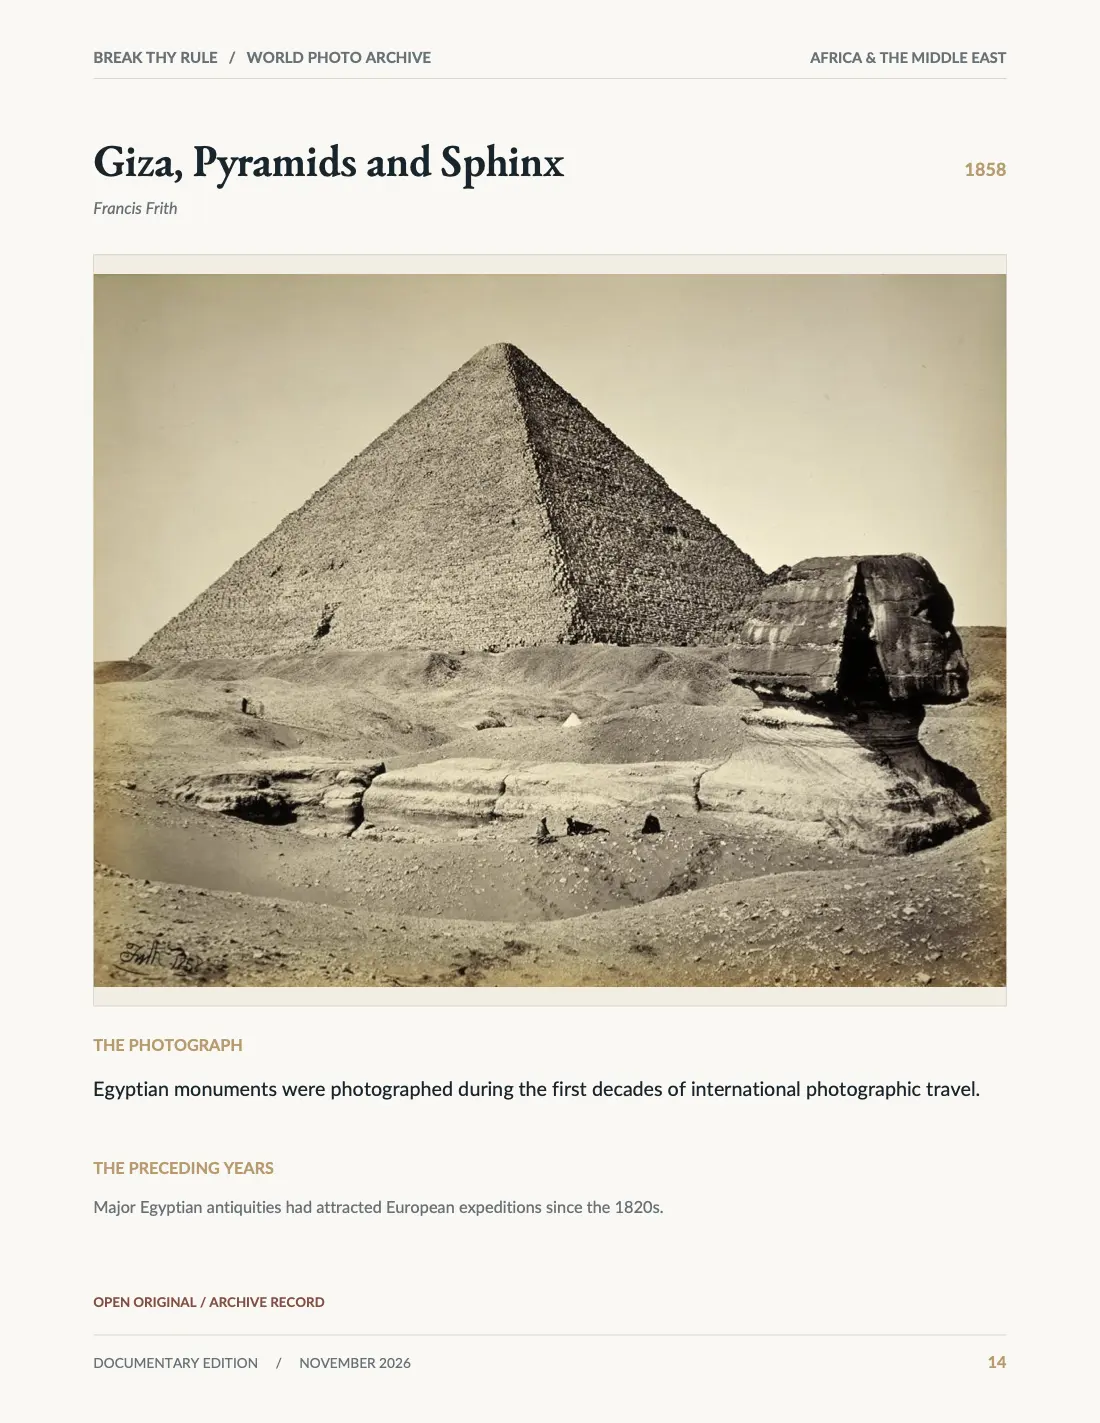 BREAK THY RULE / WORLD PHOTO ARCHIVE
AFRICA & THE MIDDLE EAST
Giza, Pyramids and Sphinx
1858
Francis Frith
Frith
THE PHOTOGRAPH
Egyptian monuments were photographed during the first decades of international photographic travel.
THE PRECEDING YEARS
Major Egyptian antiquities had attracted European expeditions since the 1820s.
OPEN ORIGINAL / ARCHIVE RECORD
DOCUMENTARY EDITION / NOVEMBER 2026
14